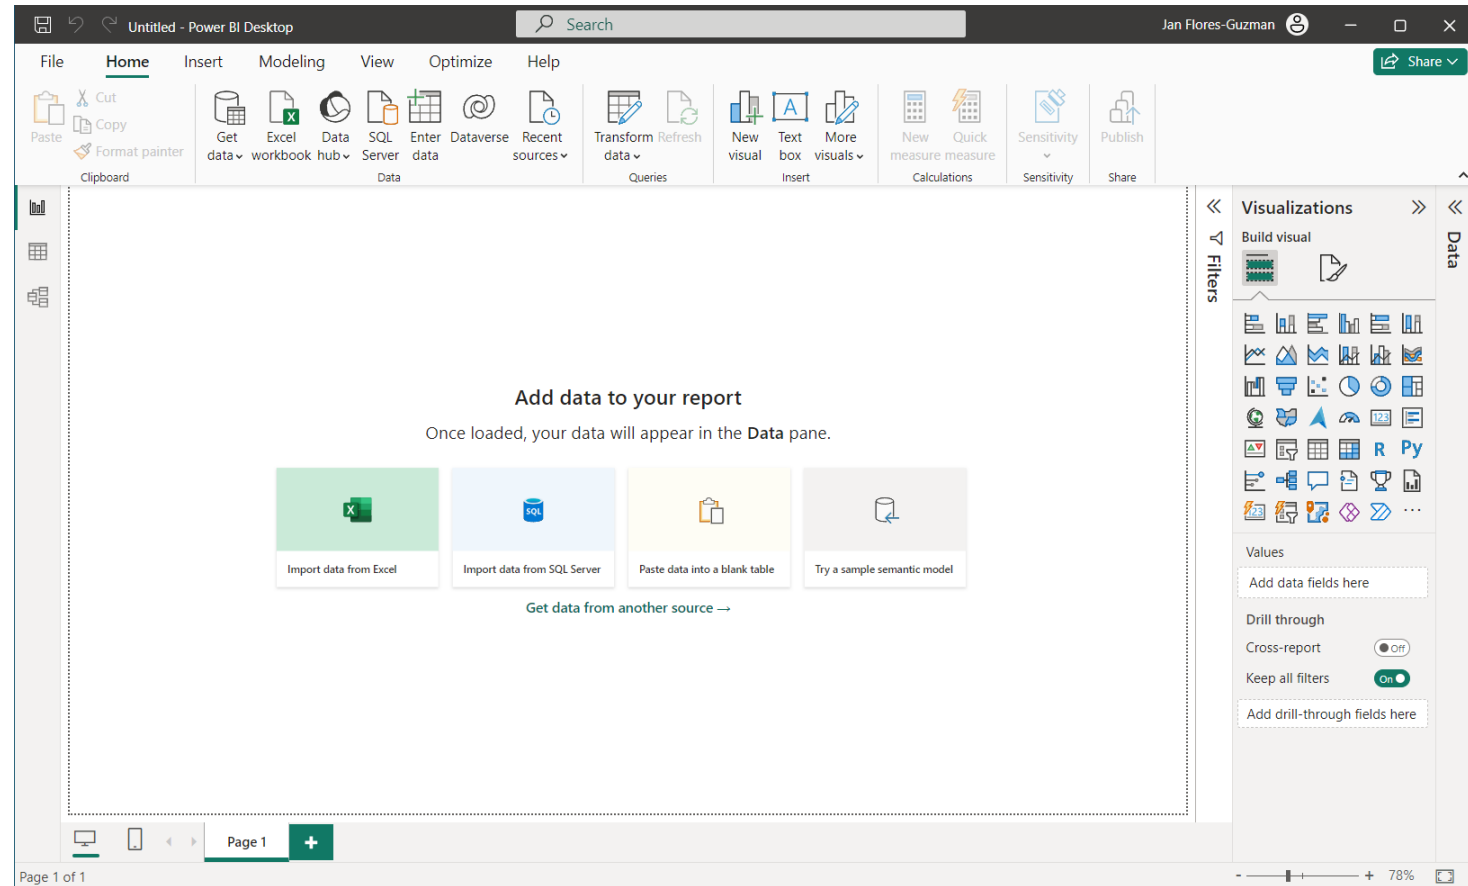 Untitled - Power BI Desktop
Search
Jan Flores-Guzman
File Home Insert Modeling View Optimize Help
Share
Paste
Cut
Copy
Format painter
Clipboard
Get data
Excel workbook
Data hub
SQL Server
Enter data
Dataverse
Recent sources
Data
Transform data
Refresh
Queries
New visual
Text box
More visuals
Insert
New measure
Quick measure
Calculations
Sensitivity
Sensitivity
Publish
Share
Filters
Visualizations
Data
Build visual
123
R Py
123
Add data to your report
Once loaded, your data will appear in the Data pane.
SQL
Import data from Excel
Import data from SQL Server
Paste data into a blank table
Try a sample semantic model
Get data from another source →
Values
Add data fields here
Drill through
Cross-report
Off
Keep all filters
On
Add drill-through fields here
Page 1
Page 1 of 1
- + 78%